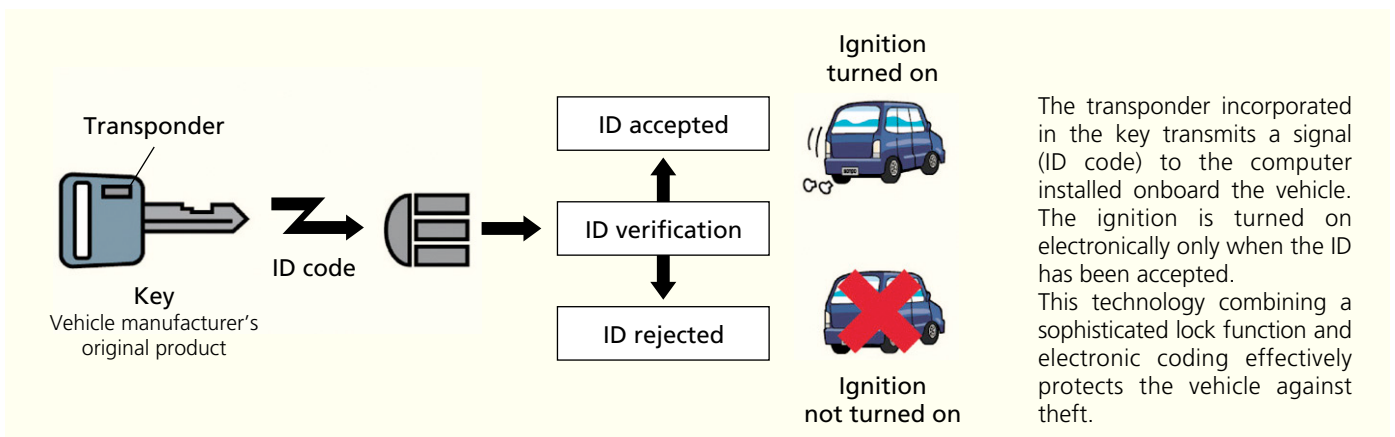 Transponder
Key
Vehicle manufacturer's
original product
ID code
ID accepted
ID verification
ID rejected
Ignition
turned on
Ignition
not turned on
The transponder incorporated
in the key transmits a signal
(ID code) to the computer
installed onboard the vehicle.
The ignition is turned on
electronically only when the ID
has been accepted.
This technology combining a
sophisticated lock function and
electronic coding effectively
protects the vehicle against
theft.